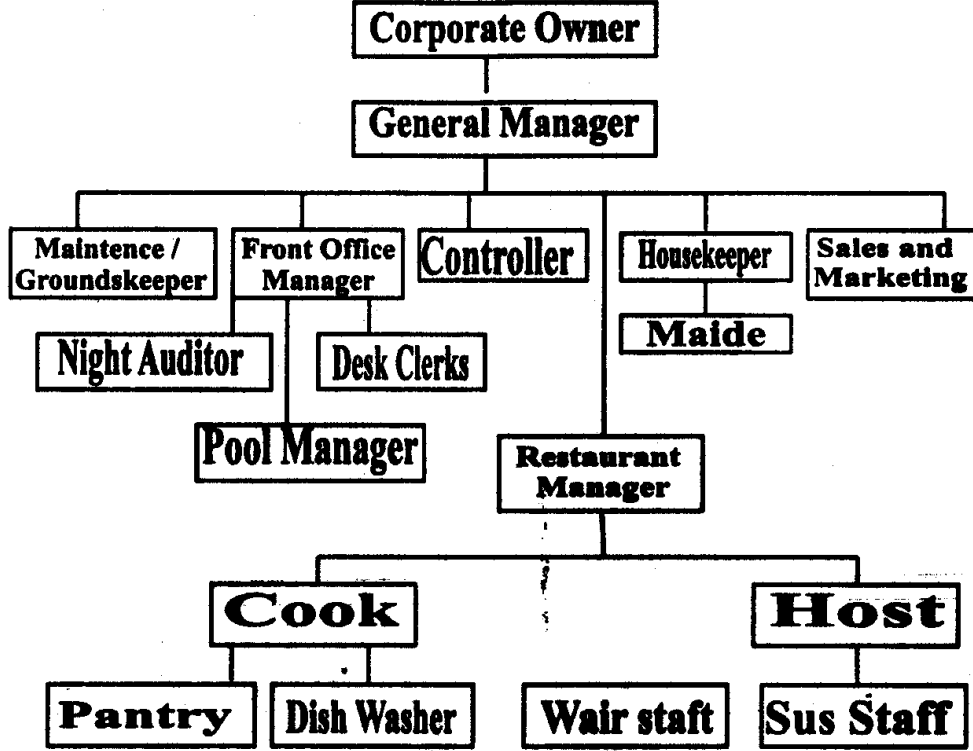 Corporate Owner
General Manager
Maintence /
Groundskeeper
Front Office
Manager
Controller
Housekeeper
Sales and
Marketing
Night Auditor
Desk Clerks
Maide
Pool Manager
Restaurant
Manager
Cook
Host
Pantry
Dish Washer
Wair staft
Sus Staff